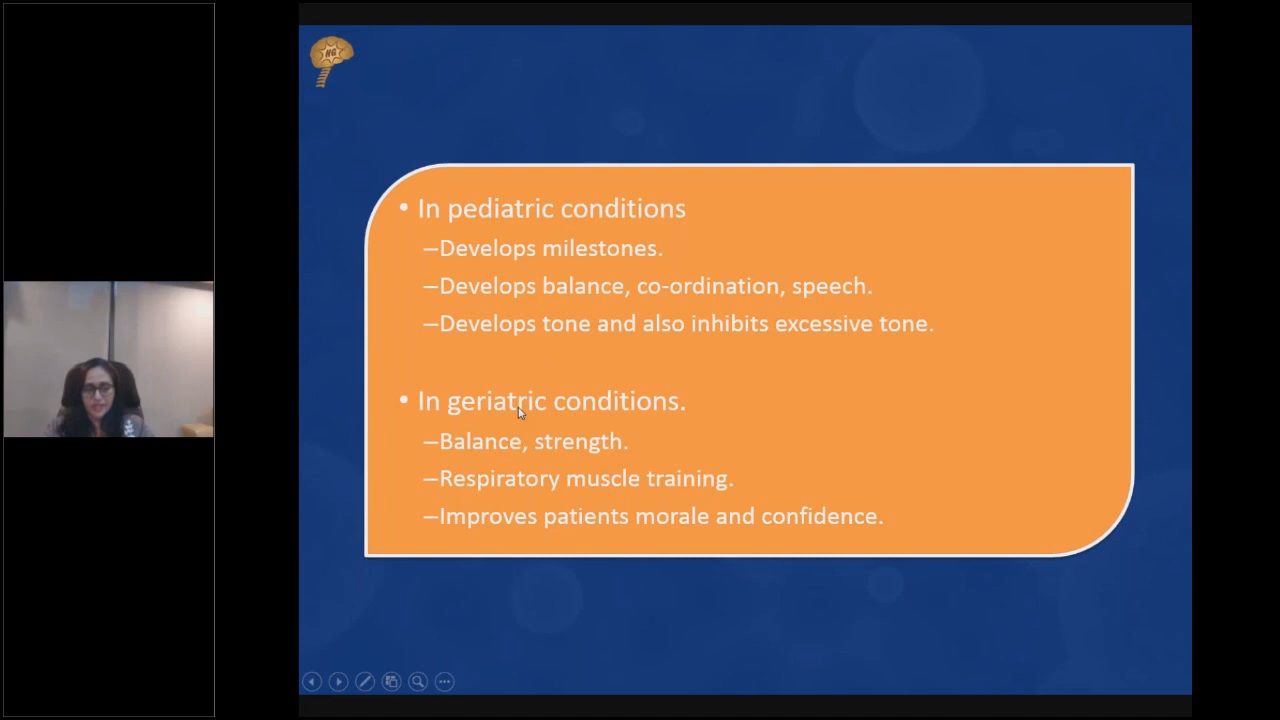 NG
• In pediatric conditions
–Develops milestones.
–Develops balance, co-ordination, speech.
–Develops tone and also inhibits excessive tone.
• In geriatric conditions.
–Balance, strength.
–Respiratory muscle training.
–Improves patients morale and confidence.